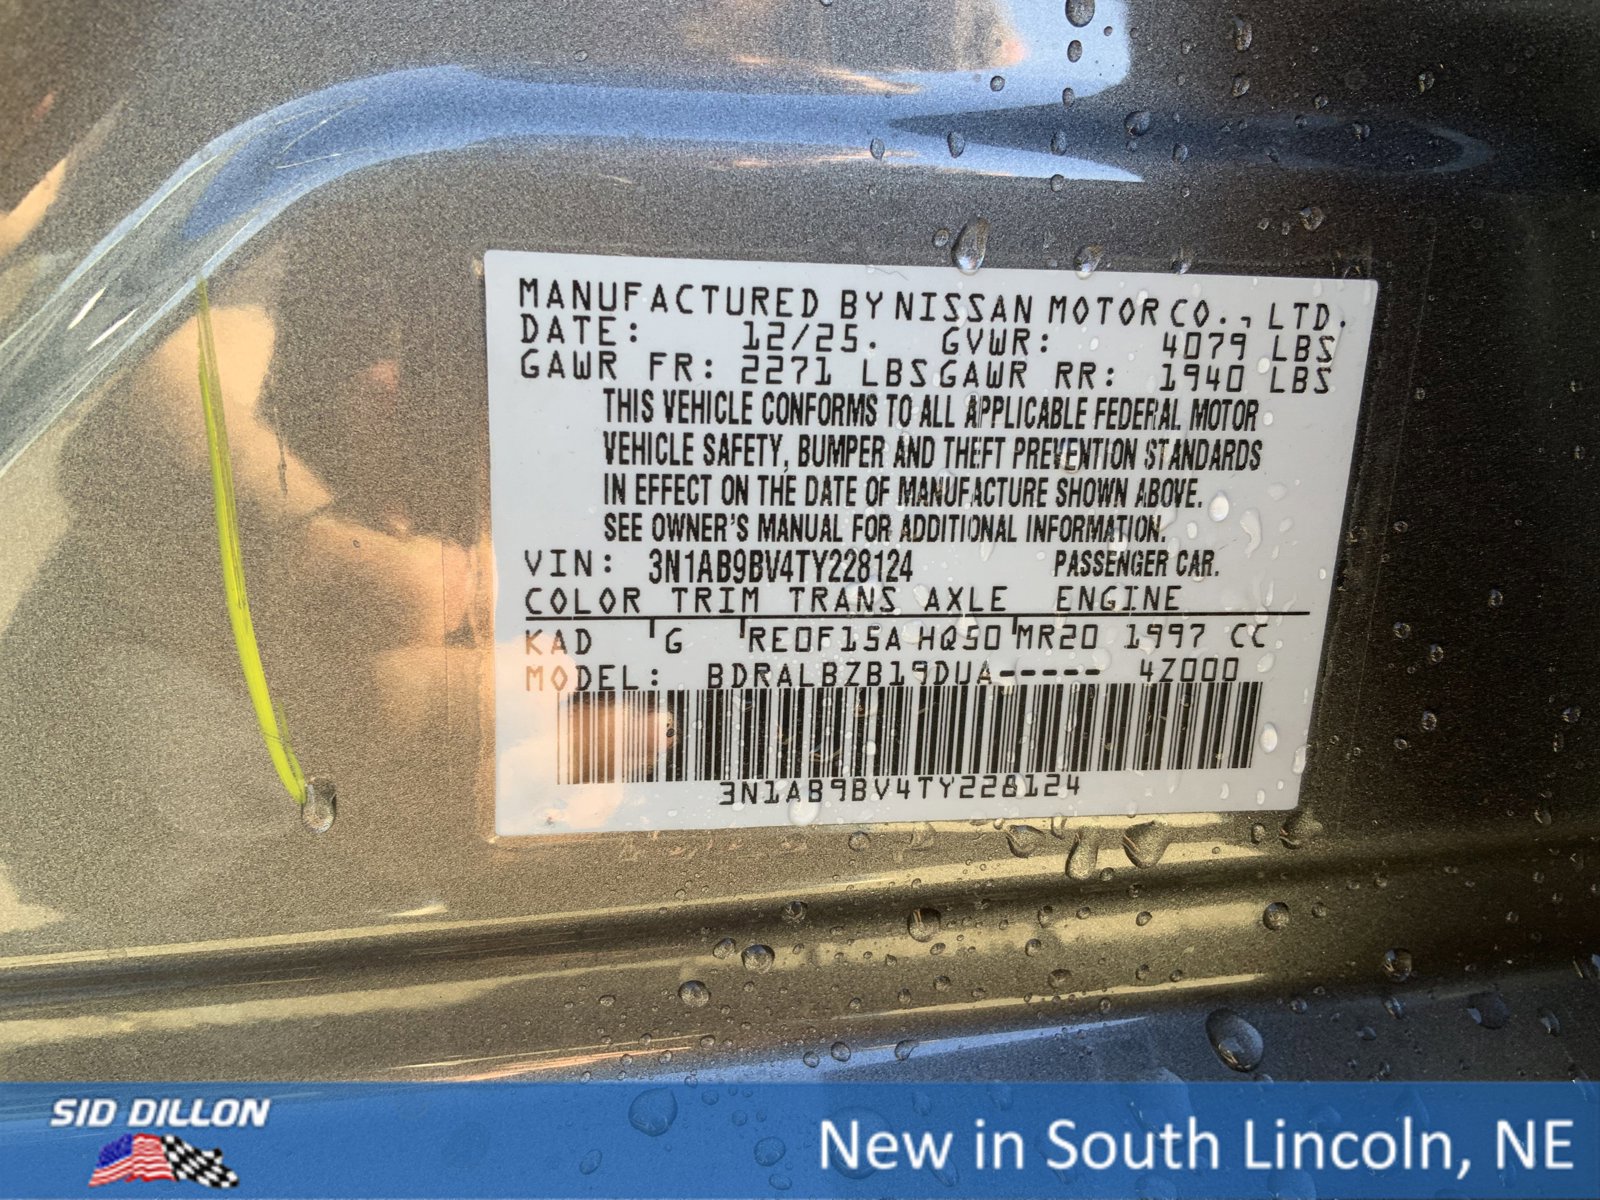 MANUFACTURED BY NISSAN MOTOR CO., LTD.
DATE: 12/25. GVWR: 4079 LBS
GAWR FR: 2271 LBS GAWR RR: 1940 LBS
THIS VEHICLE CONFORMS TO ALL APPLICABLE FEDERAL MOTOR
VEHICLE SAFETY, BUMPER AND THEFT PREVENTION STANDARDS
IN EFFECT ON THE DATE OF MANUFACTURE SHOWN ABOVE.
SEE OWNER'S MANUAL FOR ADDITIONAL INFORMATION.
VIN: 3N1AB9BV4TY228124 PASSENGER CAR.
COLOR TRIM TRANS AXLE ENGINE
KAD G RE0F15A HQ50 MR20 1997 CC
MODEL: BDRALBZB19DUA----- 4Z000
3N1AB9BV4TY228124
SID DILLON
New in South Lincoln, NE